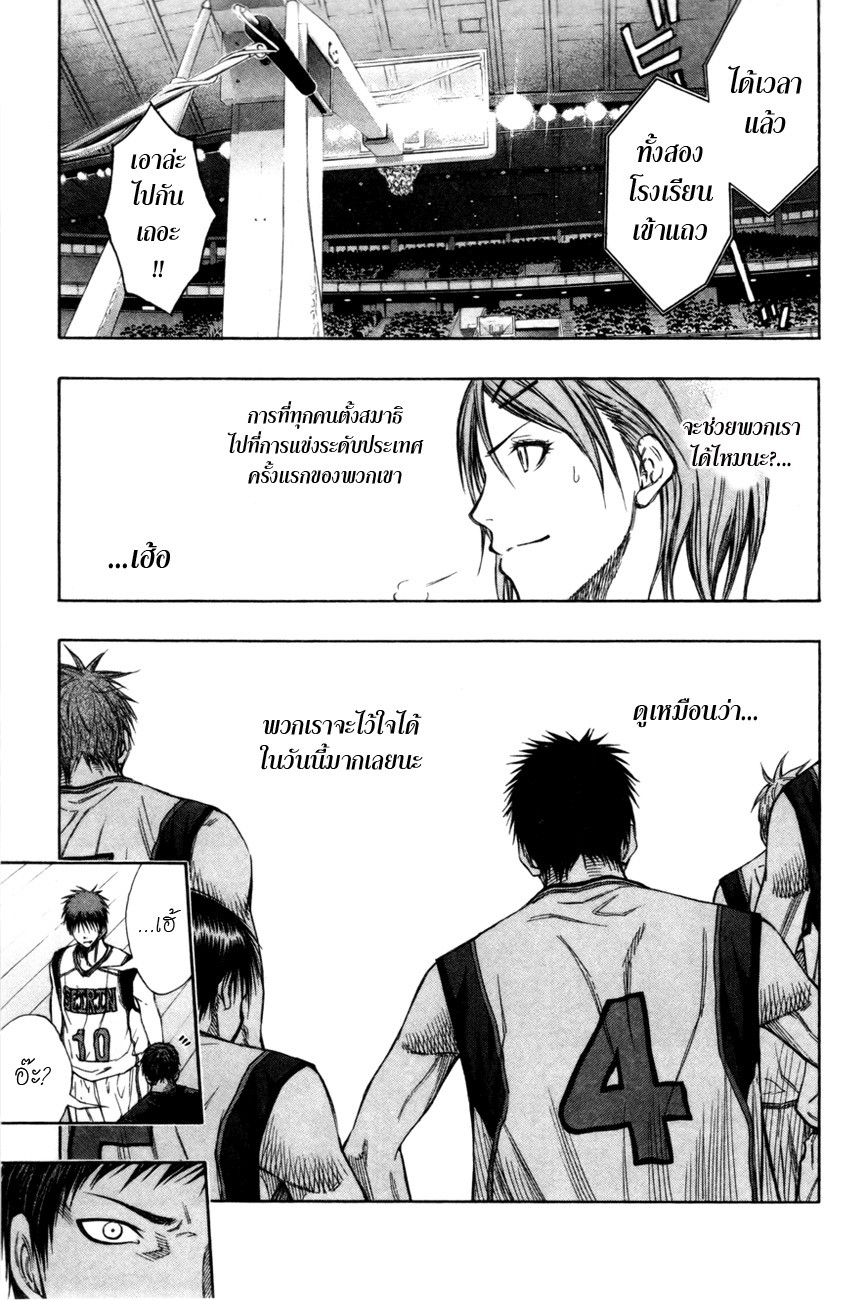 ได้เวลา
แล้ว
ทั้งสอง
โรงเรียน
เข้าแถว
เอาล่ะ
ไปกัน
เถอะ
!!
จะช่วยพวกเรา
ได้ไหมนะ?...
การที่ทุกคนตั้งสมาธิ
ไปที่การแข่งระดับประเทศ
ครั้งแรกของพวกเขา
...เฮ้อ
ดูเหมือนว่า...
พวกเราจะไว้ใจได้
ในวันนี้มากเลยนะ
4
...เฮ้
SEIRIN
10
อ๊ะ?